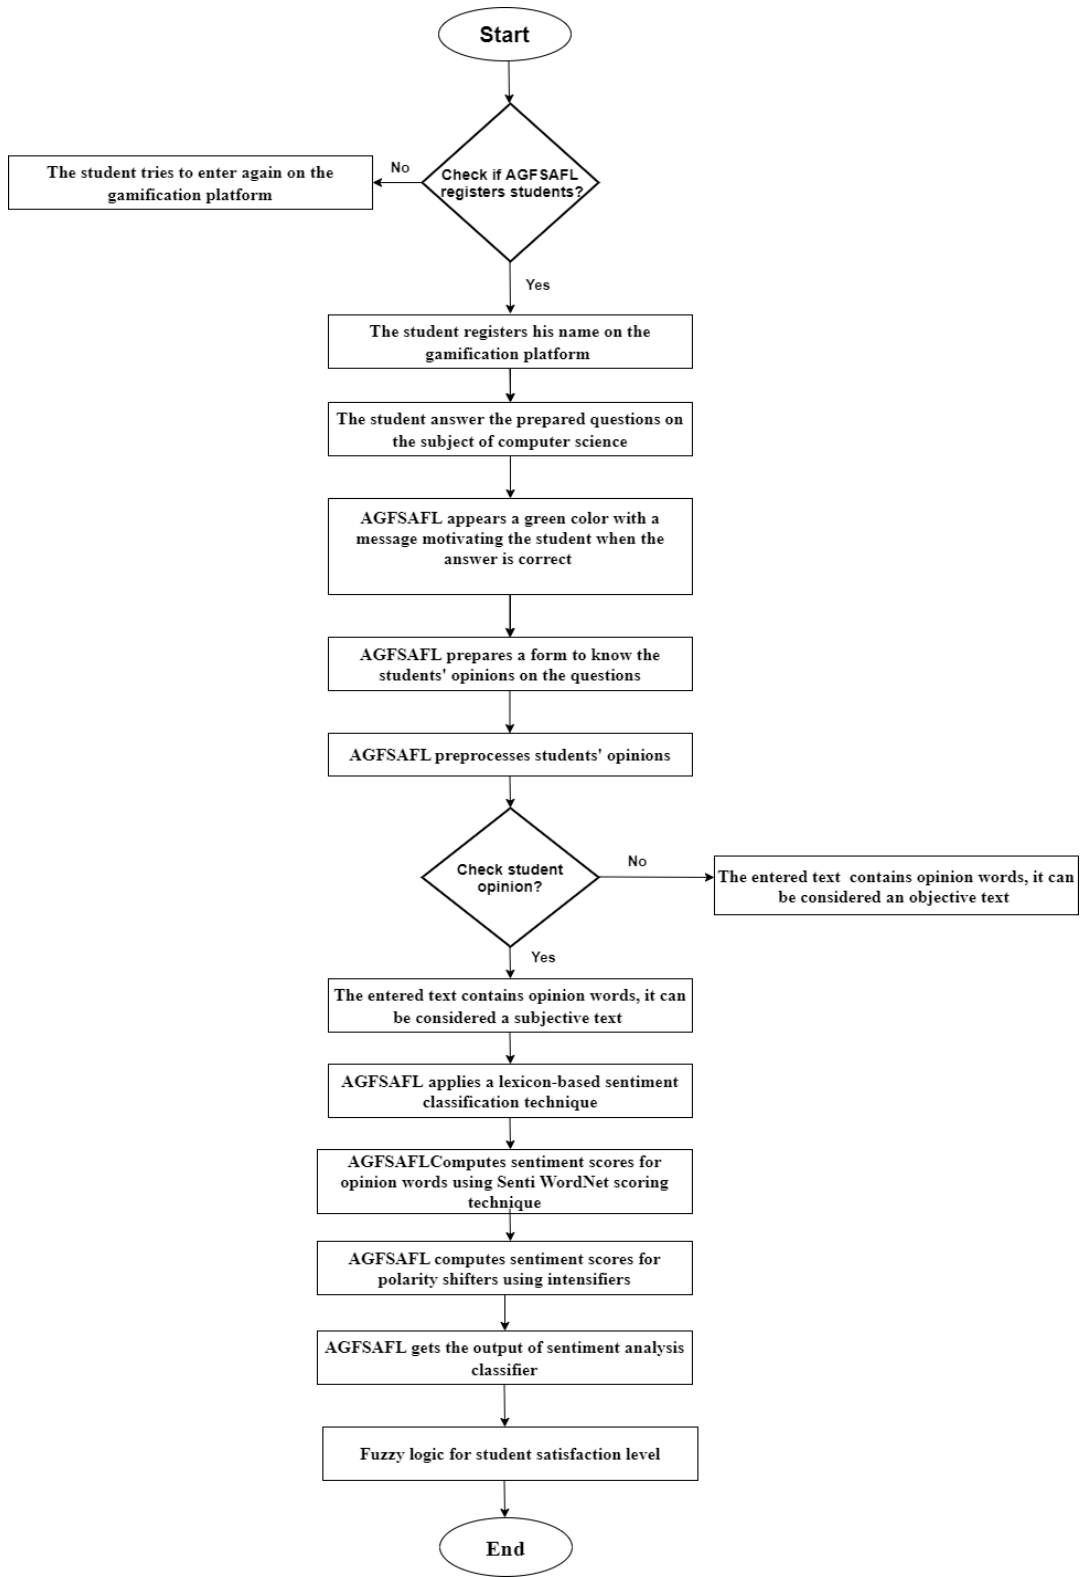 Start
Check if AGFSAFL
registers students?
No
The student tries to enter again on the
gamification platform
Yes
The student registers his name on the
gamification platform
The student answer the prepared questions on
the subject of computer science
AGFSAFL appears a green color with a
message motivating the student when the
answer is correct
AGFSAFL prepares a form to know the
students' opinions on the questions
AGFSAFL preprocesses students' opinions
Check student
opinion?
No
The entered text contains opinion words, it can
be considered an objective text
Yes
The entered text contains opinion words, it can
be considered a subjective text
AGFSAFL applies a lexicon-based sentiment
classification technique
AGFSAFLComputes sentiment scores for
opinion words using Senti WordNet scoring
technique
AGFSAFL computes sentiment scores for
polarity shifters using intensifiers
AGFSAFL gets the output of sentiment analysis
classifier
Fuzzy logic for student satisfaction level
End